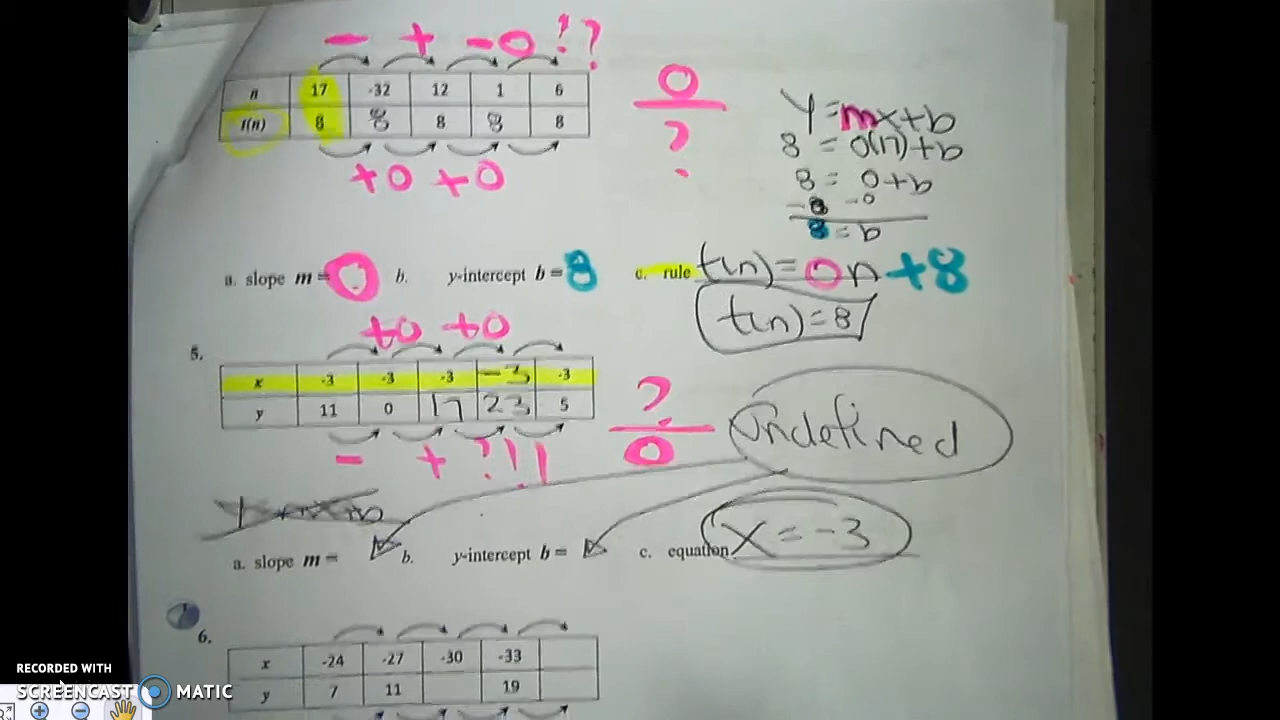 - + - 0 !?
n 17 -32 12 1 6
t(n) 8 8 8 8 8
+0 +0
0
?
y = mx+b
8 = 0(17)+b
8 = 0+b
-8 -0
8 = b
a. slope m = 0 b. y-intercept b = 8 c. rule t(n) = 0n +8
t(n) = 8
+0 +0
5.
x -3 -3 -3 -3 -3
y 11 0 17 23 5
- + ?!!!
?
0
undefined
y = mx+b
a. slope m = b. y-intercept b = c. equation x = -3
6.
x -24 -27 -30 -33
y 7 11 19
RECORDED WITH
SCREENCAST MATIC